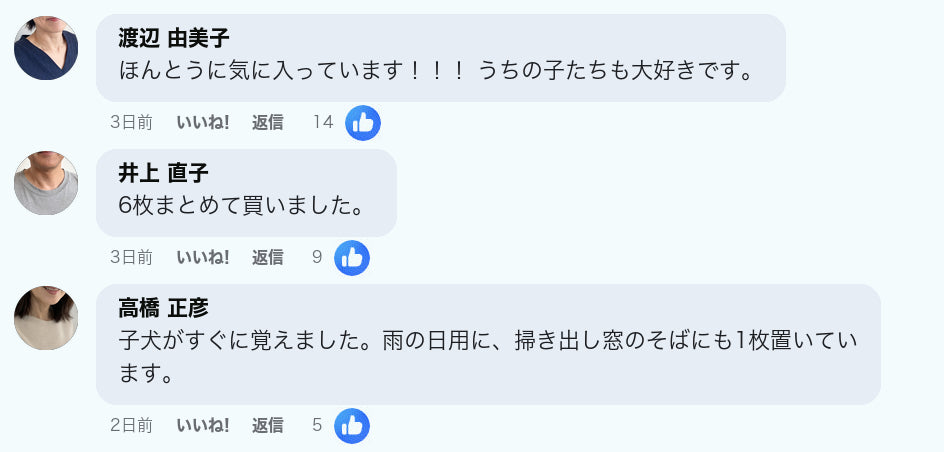 渡辺 由美子
ほんとうに気に入っています！！！ うちの子たちも大好きです。
3日前 いいね! 返信 14
井上 直子
6枚まとめて買いました。
3日前 いいね! 返信 9
高橋 正彦
子犬がすぐに覚えました。雨の日用に、掃き出し窓のそばにも1枚置いてい
ます。
2日前 いいね! 返信 5